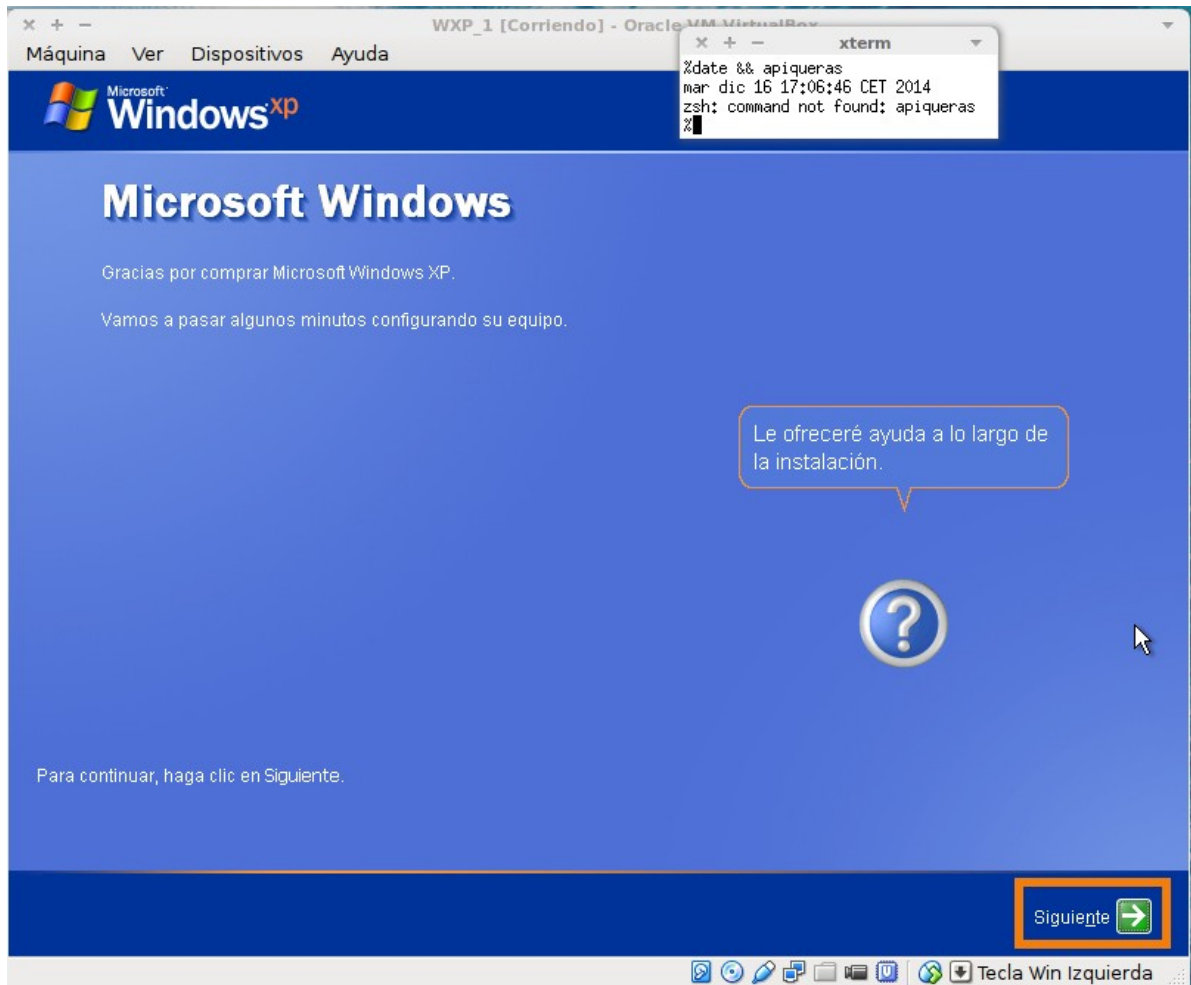 WXP_1 [Corriendo] - Oracle VM VirtualBox
Máquina Ver Dispositivos Ayuda
xterm
%date && apiqueras
mar dic 16 17:06:46 CET 2014
zsh: command not found: apiqueras
%
Microsoft
Windows xp
Microsoft Windows
Gracias por comprar Microsoft Windows XP.
Vamos a pasar algunos minutos configurando su equipo.
Le ofreceré ayuda a lo largo de
la instalación.
?
Para continuar, haga clic en Siguiente.
Siguiente
Tecla Win Izquierda